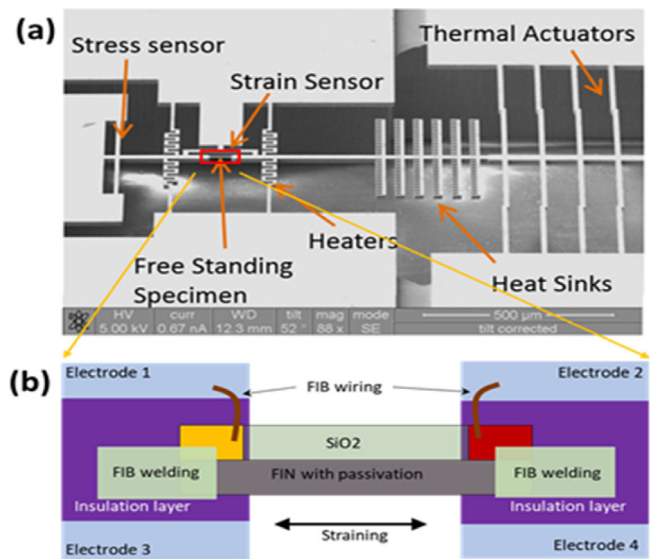 (a)
Stress sensor
Thermal Actuators
Strain Sensor
Heaters
Free Standing
Specimen
Heat Sinks
HV curr WD tilt mag mode 500 µm
5.00 kV 0.67 nA 12.3 mm 52° 88 x SE tilt corrected
(b)
Electrode 1 FIB wiring Electrode 2
SiO2
FIB welding FIN with passivation FIB welding
Insulation layer Insulation layer
Straining
Electrode 3 Electrode 4